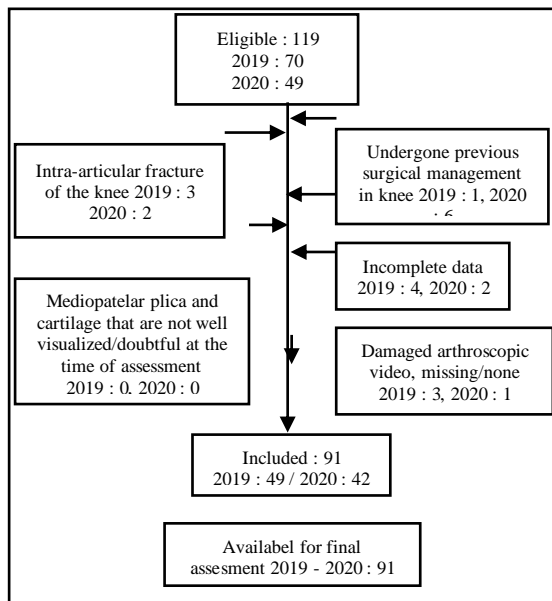 Eligible : 119
2019 : 70
2020 : 49
Intra-articular fracture
of the knee 2019 : 3
2020 : 2
Undergone previous
surgical management
in knee 2019 : 1, 2020
: 6
Incomplete data
2019 : 4, 2020 : 2
Mediopatelar plica and
cartilage that are not well
visualized/doubtful at the
time of assessment
2019 : 0. 2020 : 0
Damaged arthroscopic
video, missing/none
2019 : 3, 2020 : 1
Included : 91
2019 : 49 / 2020 : 42
Availabel for final
assesment 2019 - 2020 : 91